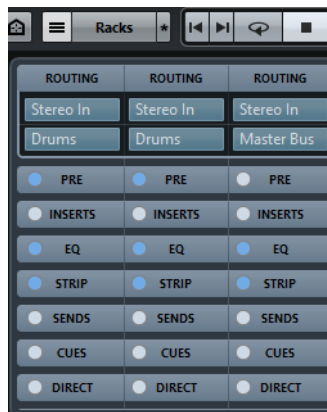 Racks *
ROUTING ROUTING ROUTING
Stereo In Stereo In Stereo In
Drums Drums Master Bus
PRE PRE PRE
INSERTS INSERTS INSERTS
EQ EQ EQ
STRIP STRIP STRIP
SENDS SENDS SENDS
CUES CUES CUES
DIRECT DIRECT DIRECT